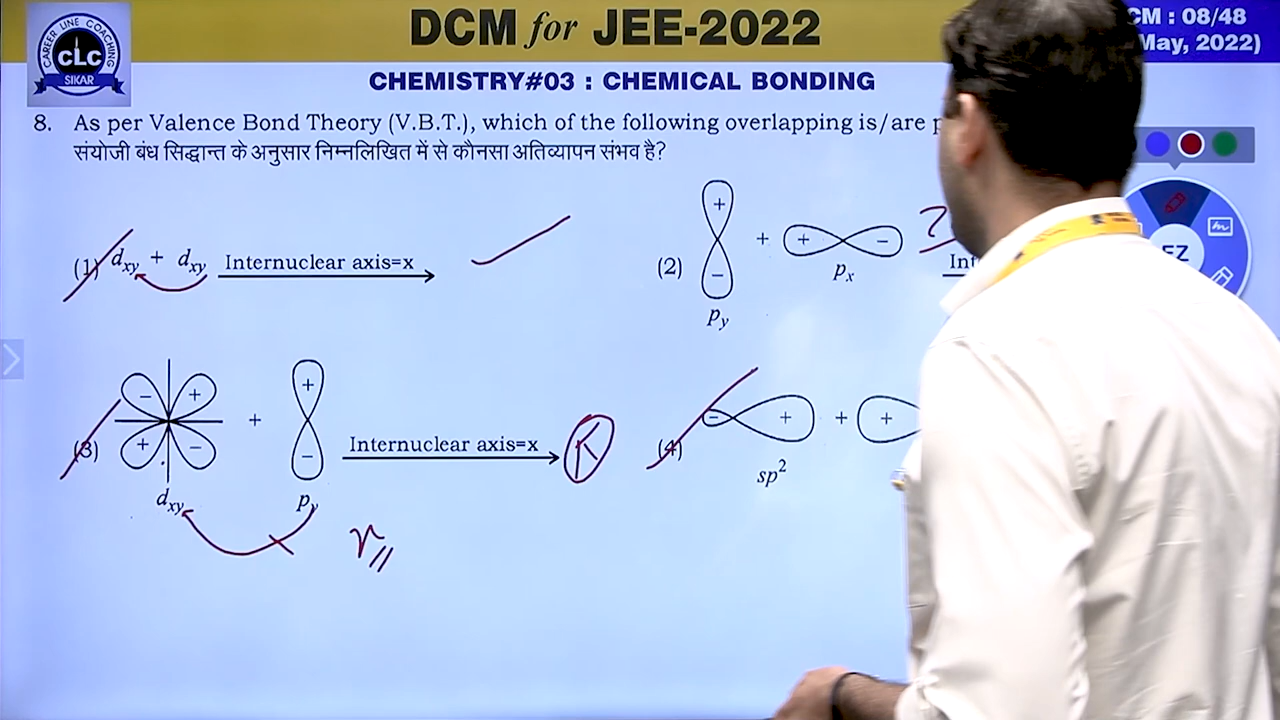 CAREER LINE COACHING
CLC
SIKAR
DCM for JEE-2022
CM : 08/48
May, 2022)
CHEMISTRY#03 : CHEMICAL BONDING
8. As per Valence Bond Theory (V.B.T.), which of the following overlapping is/are
संयोजी बंध सिद्धान्त के अनुसार निम्नलिखित में से कौनसा अतिव्यापन संभव है?
(1) dxy + dxy Internuclear axis=x
(2) + − + + − ?
py px
EZ
(3) − + + − + + − Internuclear axis=x
dxy py
(4) − + + +
sp²